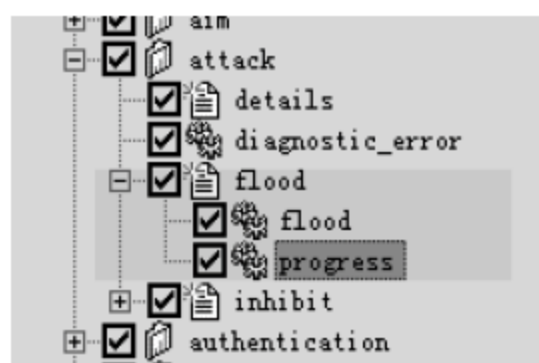 aim
attack
details
diagnostic_error
flood
flood
progress
inhibit
authentication